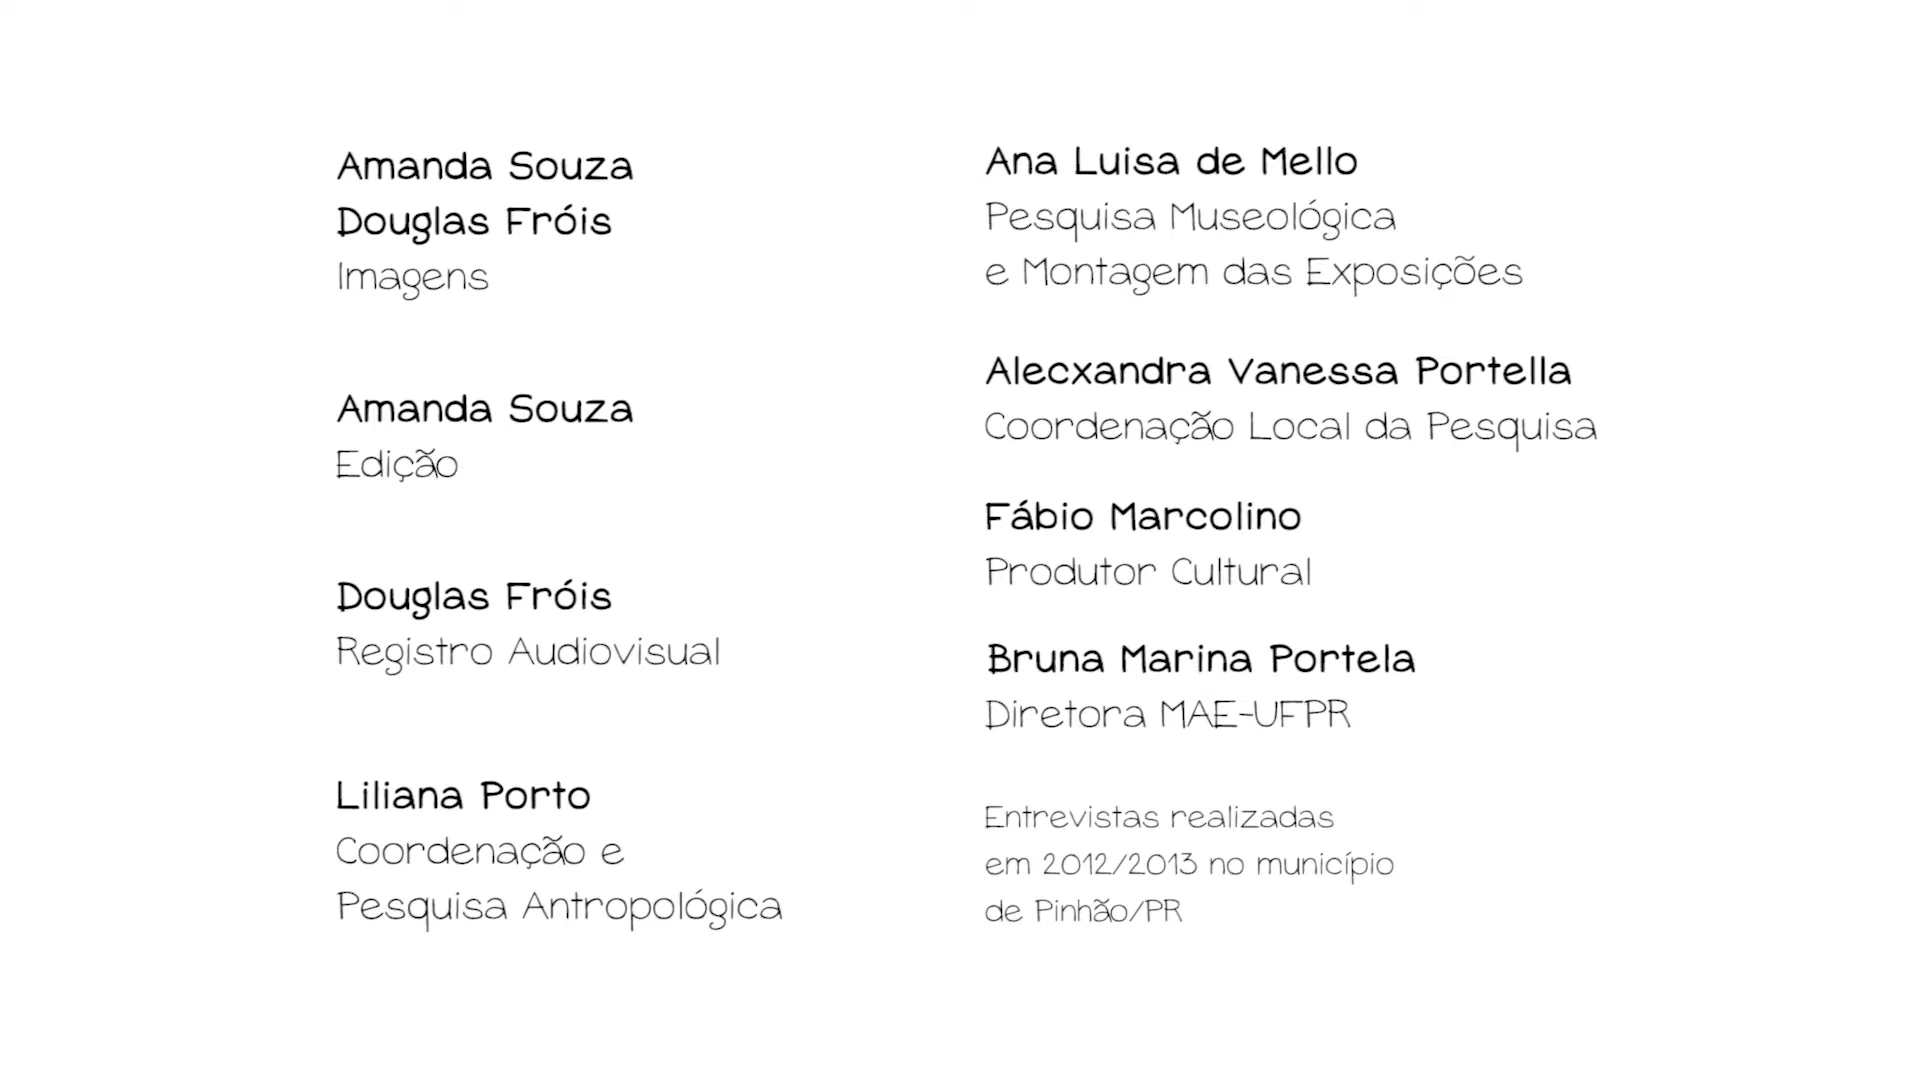 Amanda Souza
Douglas Fróis
Imagens
Amanda Souza
Edição
Douglas Fróis
Registro Audiovisual
Liliana Porto
Coordenação e
Pesquisa Antropológica
Ana Luisa de Mello
Pesquisa Museológica
e Montagem das Exposições
Alecxandra Vanessa Portella
Coordenação Local da Pesquisa
Fábio Marcolino
Produtor Cultural
Bruna Marina Portela
Diretora MAE-UFPR
Entrevistas realizadas
em 2012/2013 no município
de Pinhão/PR